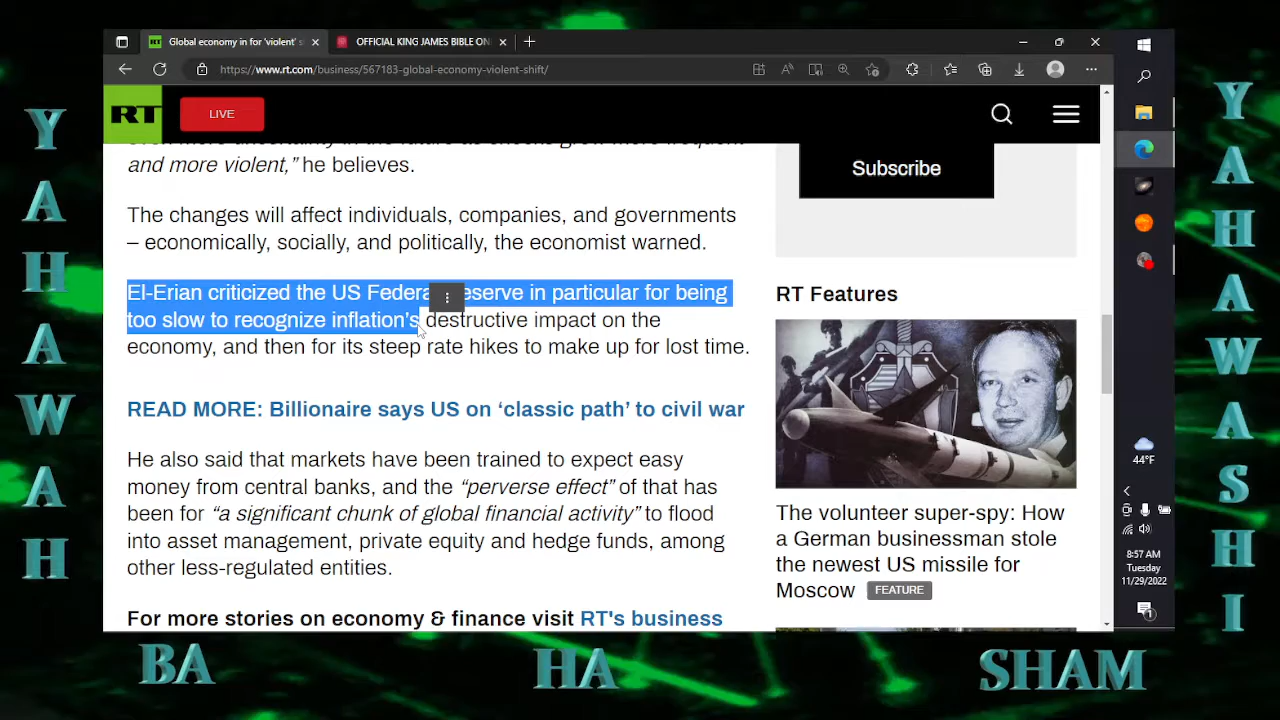 Global economy in for 'violent' s
OFFICIAL KING JAMES BIBLE ON
https://www.rt.com/business/567183-global-economy-violent-shift/
RT
LIVE
and more violent,” he believes.
The changes will affect individuals, companies, and governments
– economically, socially, and politically, the economist warned.
El-Erian criticized the US Federa eserve in particular for being
too slow to recognize inflation’s destructive impact on the
economy, and then for its steep rate hikes to make up for lost time.
READ MORE: Billionaire says US on ‘classic path’ to civil war
He also said that markets have been trained to expect easy
money from central banks, and the “perverse effect” of that has
been for “a significant chunk of global financial activity” to flood
into asset management, private equity and hedge funds, among
other less-regulated entities.
For more stories on economy & finance visit RT's business
Subscribe
RT Features
The volunteer super-spy: How
a German businessman stole
the newest US missile for
Moscow FEATURE
44°F
8:57 AM
Tuesday
11/29/2022
1
YAHAWAH
YAHAWASHI
BA HA SHAM